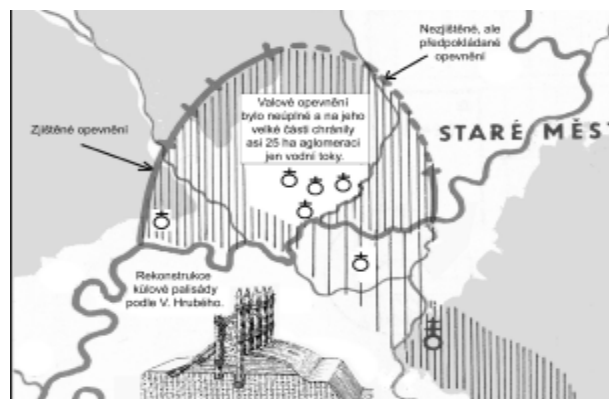 Nezjištěné, ale
předpokládané
opevnění
Valové opevnění
bylo neúplné a na jeho
velké části chránily
asi 25 ha aglomeraci
jen vodní toky.
Zjištěné opevnění
STARÉ MĚS
Rekonstrukce
kůlové palisády
podle V. Hrubého.